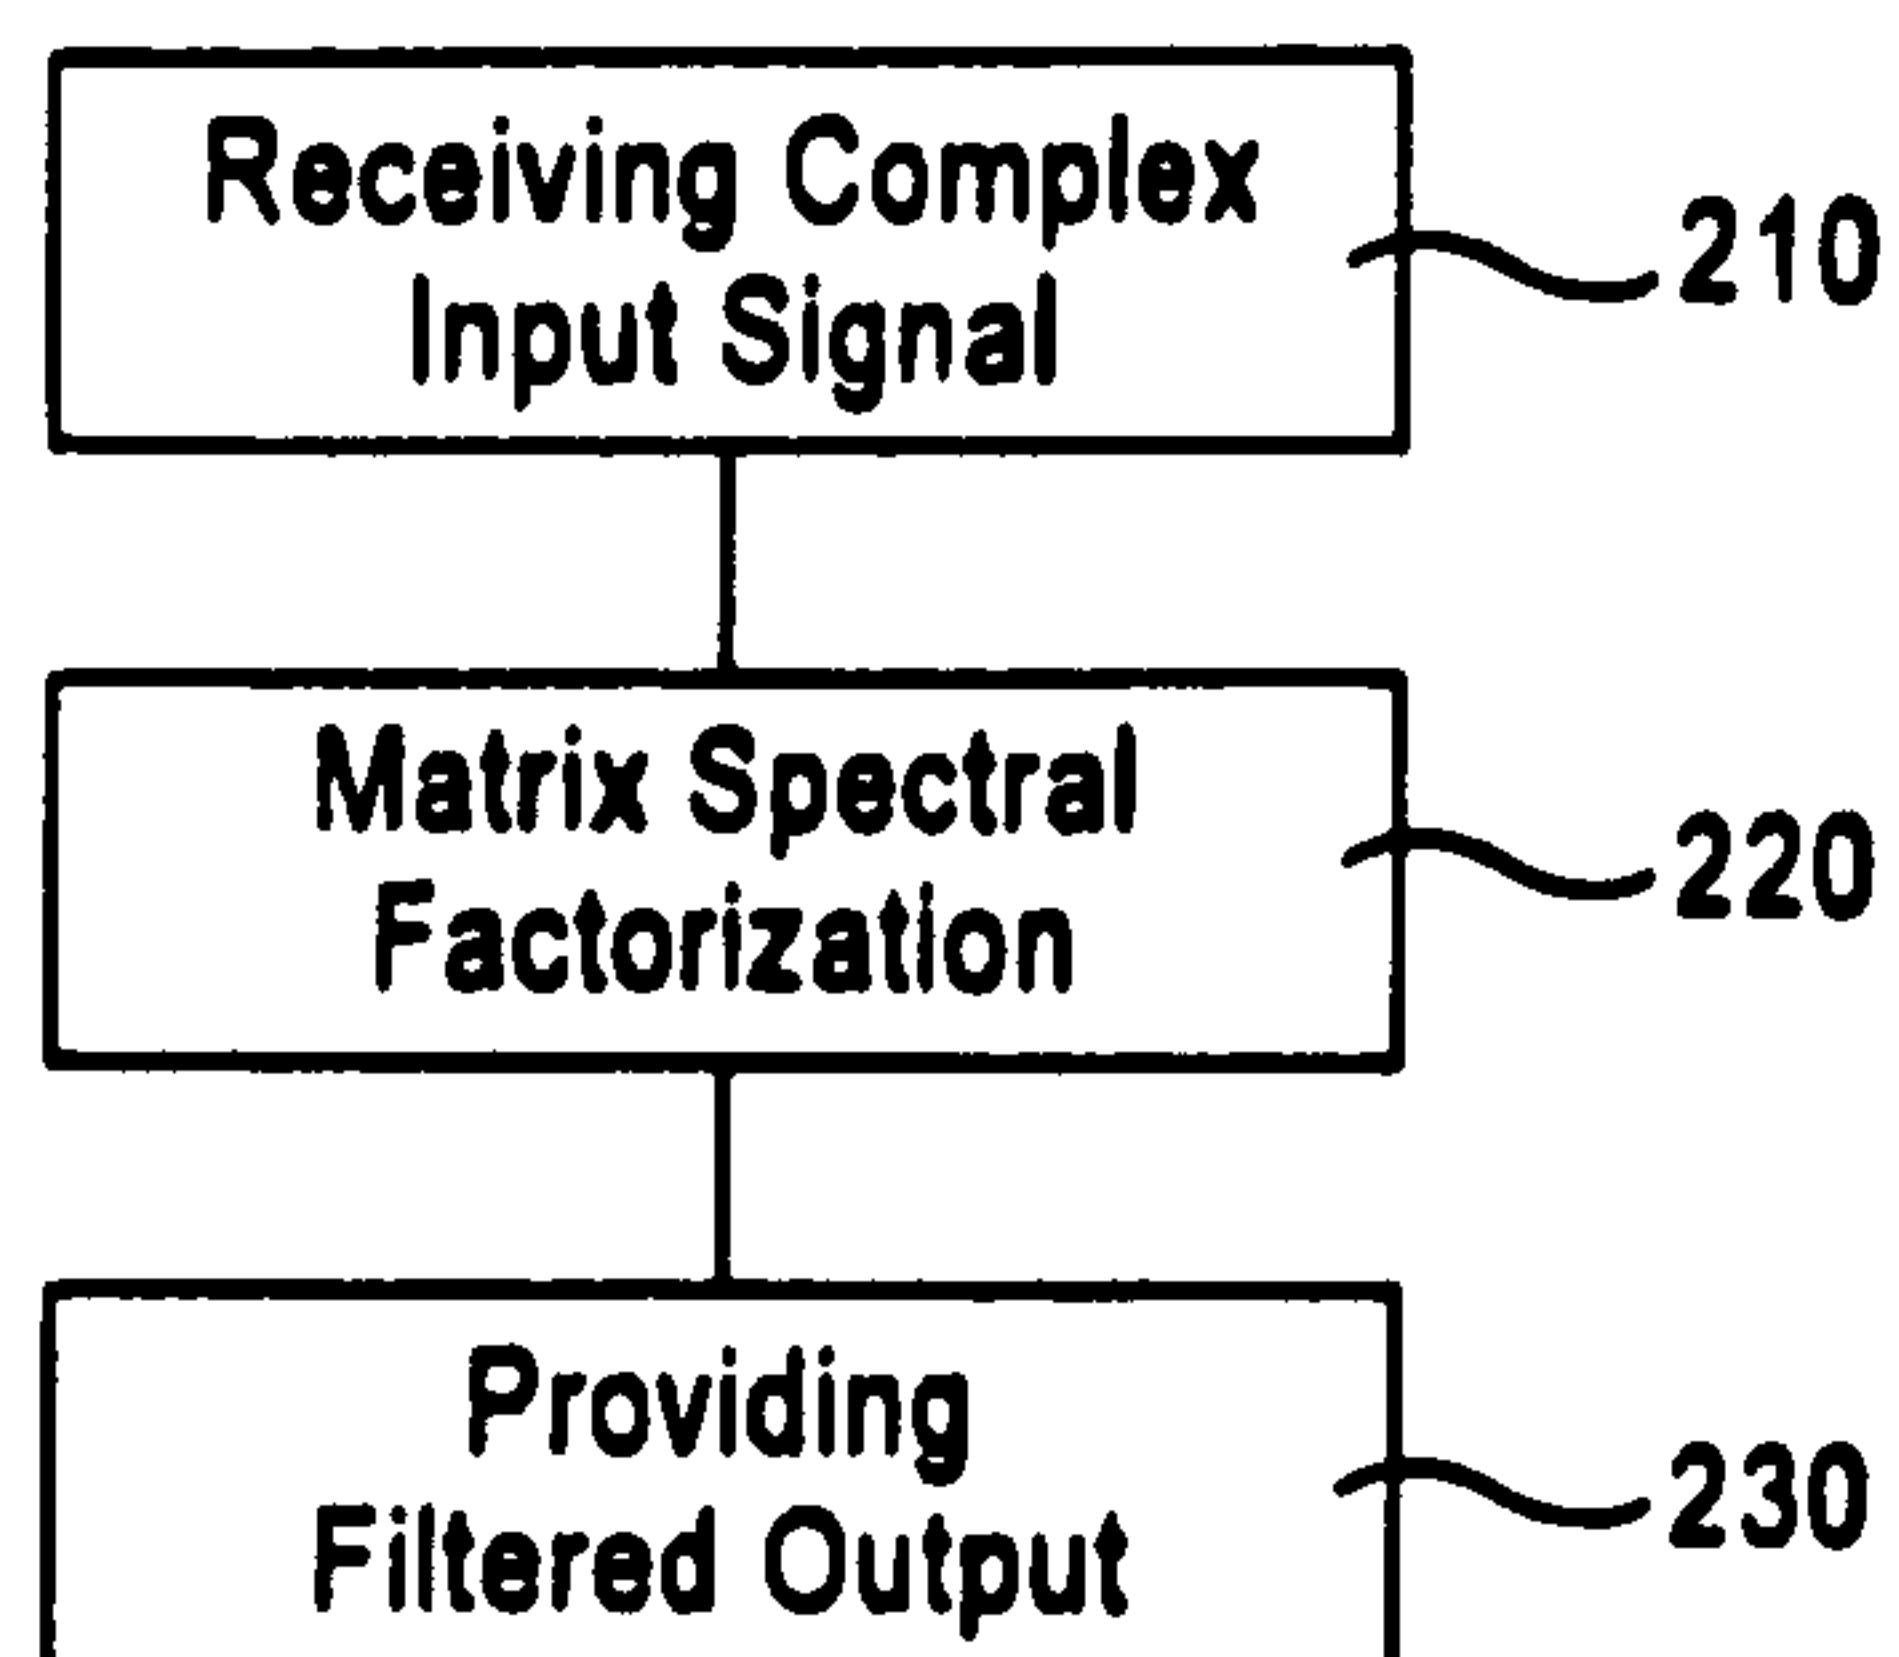 Receiving Complex
Input Signal
210
Matrix Spectral
Factorization
220
Providing
Filtered Output
230